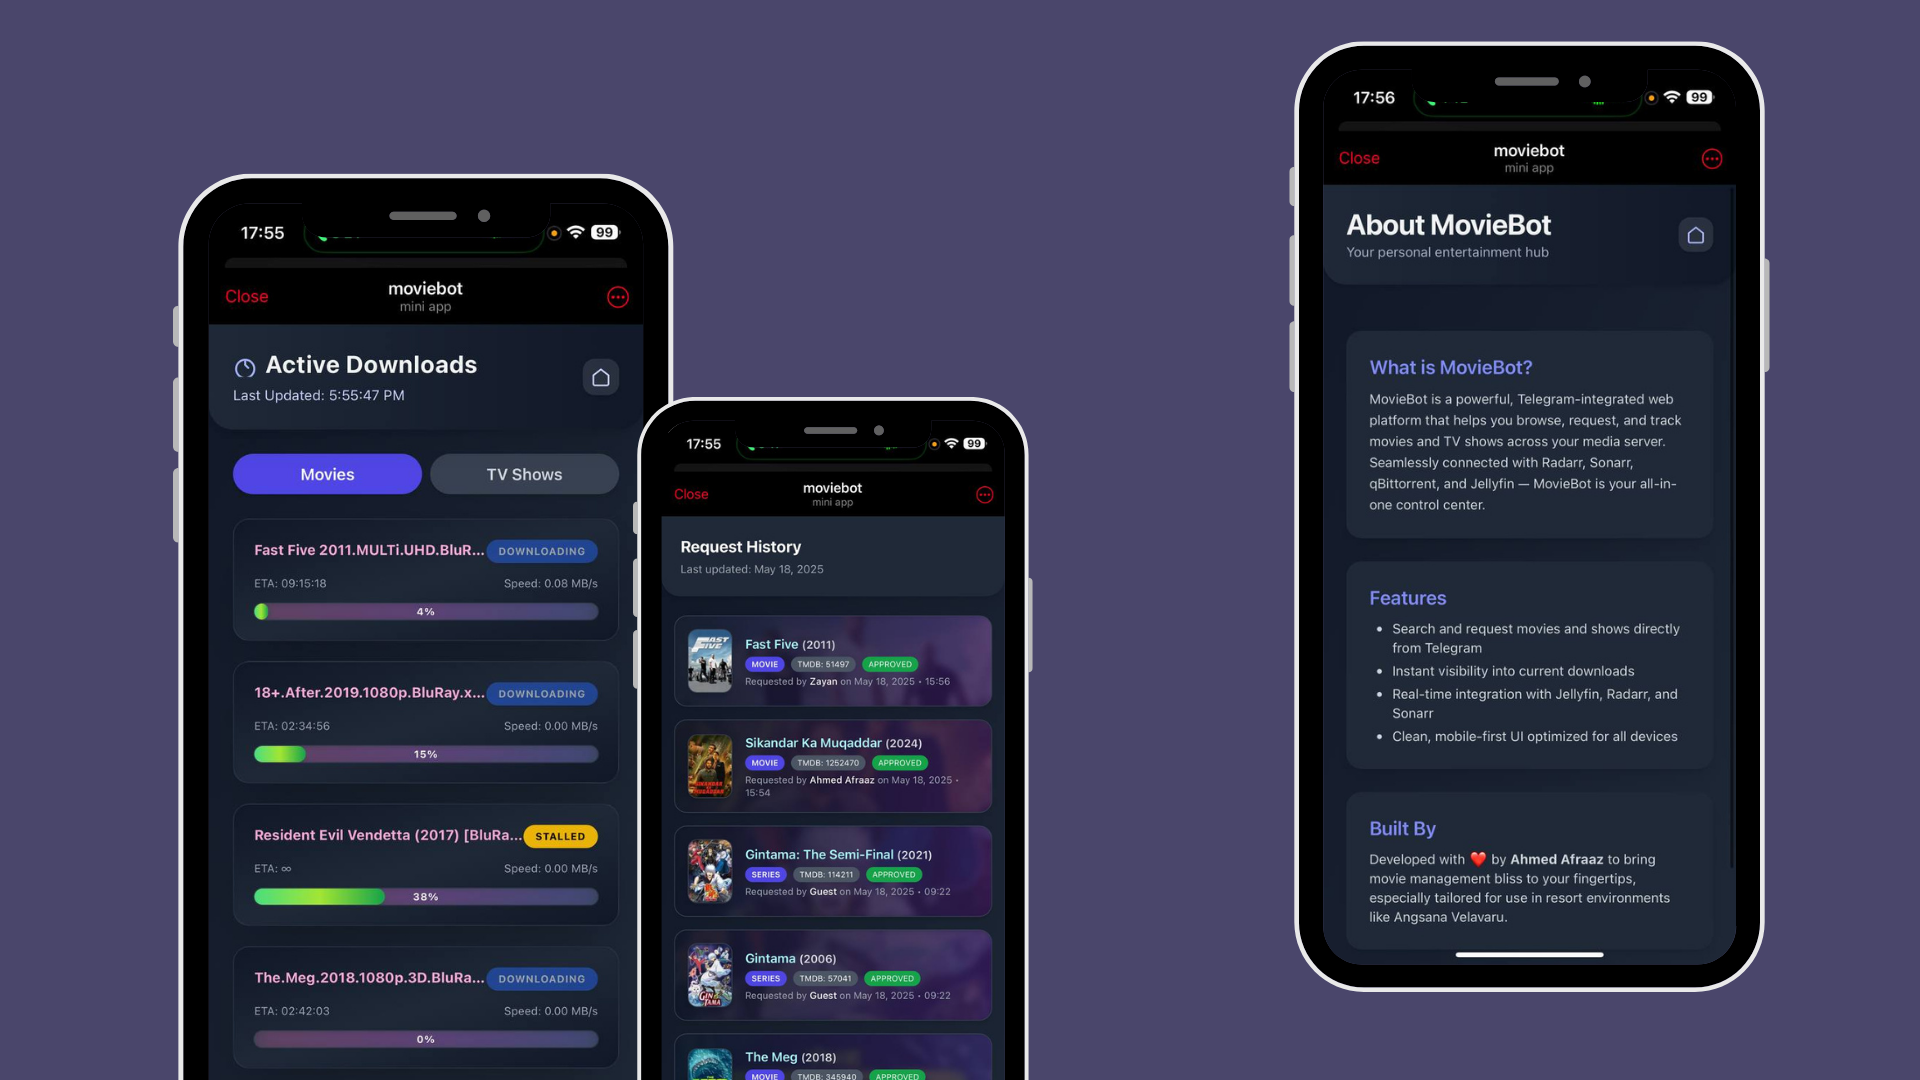 17:55
99
Close
moviebot
mini app
Active Downloads
Last Updated: 5:55:47 PM
Movies
TV Shows
Fast Five 2011.MULTi.UHD.BluR...
DOWNLOADING
ETA: 09:15:18
Speed: 0.08 MB/s
4%
18+.After.2019.1080p.BluRay.x...
DOWNLOADING
ETA: 02:34:56
Speed: 0.00 MB/s
15%
Resident Evil Vendetta (2017) [BluRa...
STALLED
ETA: ∞
Speed: 0.00 MB/s
38%
The.Meg.2018.1080p.3D.BluRa...
DOWNLOADING
ETA: 02:42:03
Speed: 0.00 MB/s
0%
17:55
99
Close
moviebot
mini app
Request History
Last updated: May 18, 2025
FAST FIVE
Fast Five (2011)
MOVIE TMDB: 51497 APPROVED
Requested by Zayan on May 18, 2025 • 15:56
SIKANDAR
KA
MUQADDAR
Sikandar Ka Muqaddar (2024)
MOVIE TMDB: 1252470 APPROVED
Requested by Ahmed Afraaz on May 18, 2025 •
15:54
Gintama: The Semi-Final (2021)
SERIES TMDB: 114211 APPROVED
Requested by Guest on May 18, 2025 • 09:22
GIN
TAMA
Gintama (2006)
SERIES TMDB: 57041 APPROVED
Requested by Guest on May 18, 2025 • 09:22
The Meg (2018)
MOVIE TMDB: 345940 APPROVED
17:56
99
Close
moviebot
mini app
About MovieBot
Your personal entertainment hub
What is MovieBot?
MovieBot is a powerful, Telegram-integrated web
platform that helps you browse, request, and track
movies and TV shows across your media server.
Seamlessly connected with Radarr, Sonarr,
qBittorrent, and Jellyfin — MovieBot is your all-in-
one control center.
Features
• Search and request movies and shows directly
from Telegram
• Instant visibility into current downloads
• Real-time integration with Jellyfin, Radarr, and
Sonarr
• Clean, mobile-first UI optimized for all devices
Built By
Developed with ❤️ by Ahmed Afraaz to bring
movie management bliss to your fingertips,
especially tailored for use in resort environments
like Angsana Velavaru.